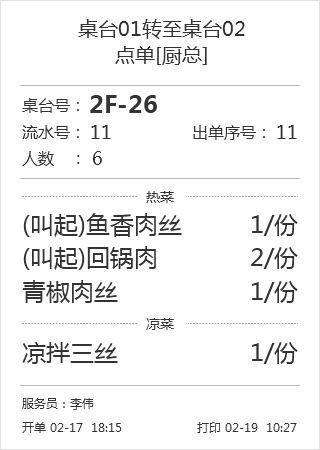 桌台01转至桌台02
点单[厨总]
桌台号： 2F-26
流水号： 11 出单序号： 11
人数 ： 6
热菜
(叫起)鱼香肉丝 1/份
(叫起)回锅肉 2/份
青椒肉丝 1/份
凉菜
凉拌三丝 1/份
服务员：李伟
开单 02-17 18:15 打印 02-19 10:27